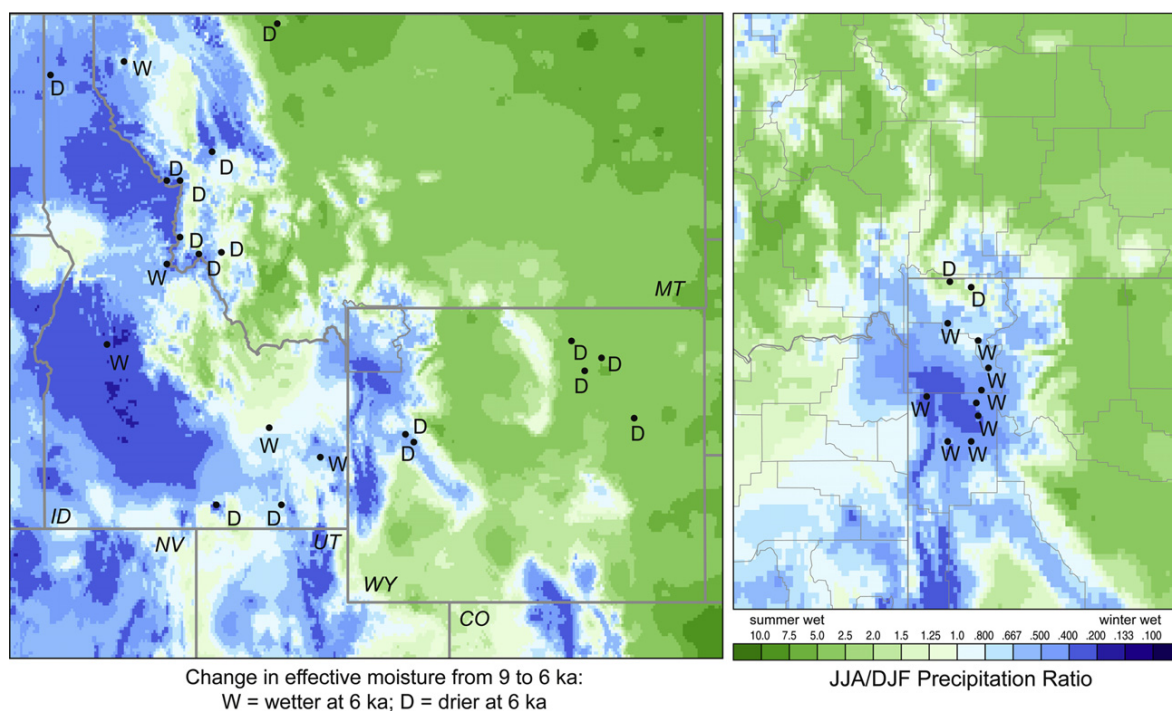 D
W
D
MT
D
D
D
D
D
D
W
W
D
D
D
D
D
D
W
W
D
D
ID
NV
UT
WY
CO
D
D
W
W
W
W
W
W
summer wet winter wet
10.0 7.5 5.0 2.5 2.0 1.5 1.25 1.0 .800 .667 .500 .400 .200 .133 .100
JJA/DJF Precipitation Ratio
Change in effective moisture from 9 to 6 ka:
W = wetter at 6 ka; D = drier at 6 ka